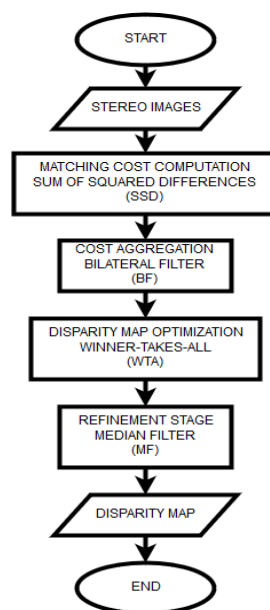 START
STEREO IMAGES
MATCHING COST COMPUTATION
SUM OF SQUARED DIFFERENCES
(SSD)
COST AGGREGATION
BILATERAL FILTER
(BF)
DISPARITY MAP OPTIMIZATION
WINNER-TAKES-ALL
(WTA)
REFINEMENT STAGE
MEDIAN FILTER
(MF)
DISPARITY MAP
END